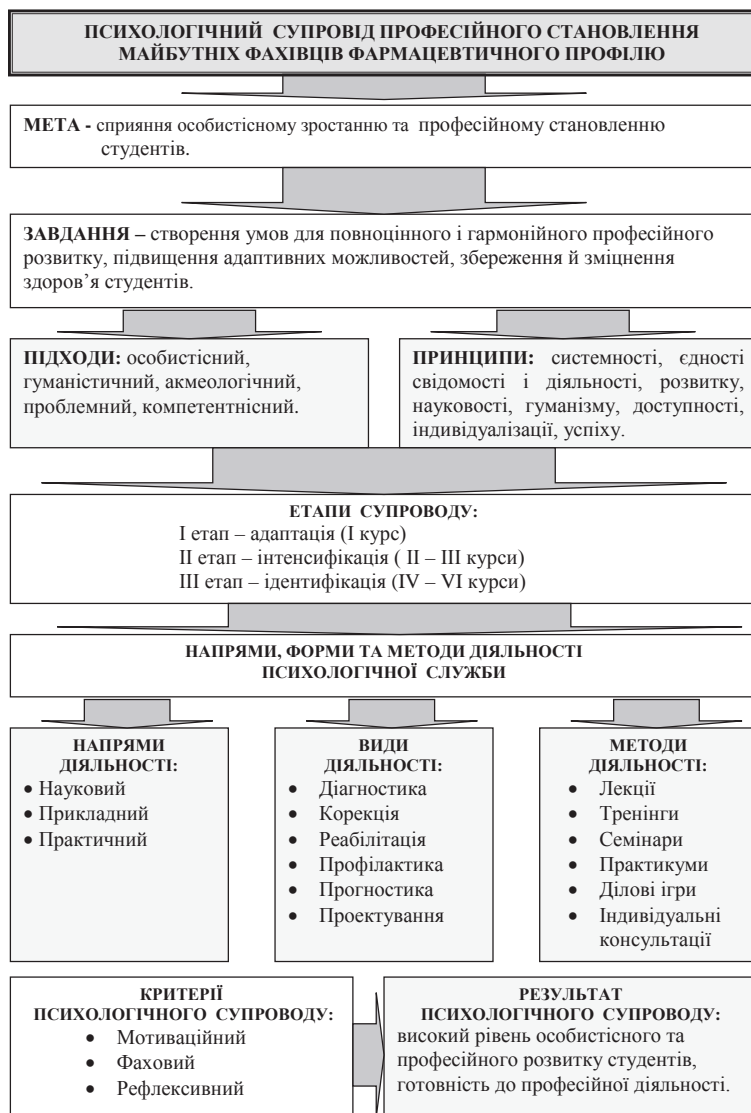 ПСИХОЛОГІЧНИЙ СУПРОВІД ПРОФЕСІЙНОГО СТАНОВЛЕННЯ
МАЙБУТНІХ ФАХІВЦІВ ФАРМАЦЕВТИЧНОГО ПРОФІЛЮ
МЕТА - сприяння особистісному зростанню та професійному становленню
студентів.
ЗАВДАННЯ – створення умов для повноцінного і гармонійного професійного
розвитку, підвищення адаптивних можливостей, збереження й зміцнення
здоров’я студентів.
ПІДХОДИ: особистісний,
гуманістичний, акмеологічний,
проблемний, компетентнісний.
ПРИНЦИПИ: системності, єдності
свідомості і діяльності, розвитку,
науковості, гуманізму, доступності,
індивідуалізації, успіху.
ЕТАПИ СУПРОВОДУ:
І етап – адаптація (І курс)
ІІ етап – інтенсифікація ( ІІ – ІІІ курси)
ІІІ етап – ідентифікація (IV – VI курси)
НАПРЯМИ, ФОРМИ ТА МЕТОДИ ДІЯЛЬНОСТІ
ПСИХОЛОГІЧНОЇ СЛУЖБИ
НАПРЯМИ
ДІЯЛЬНОСТІ:
• Науковий
• Прикладний
• Практичний
ВИДИ
ДІЯЛЬНОСТІ:
• Діагностика
• Корекція
• Реабілітація
• Профілактика
• Прогностика
• Проектування
МЕТОДИ
ДІЯЛЬНОСТІ:
• Лекції
• Тренінги
• Семінари
• Практикуми
• Ділові ігри
• Індивідуальні
консультації
КРИТЕРІЇ
ПСИХОЛОГІЧНОГО СУПРОВОДУ:
• Мотиваційний
• Фаховий
• Рефлексивний
РЕЗУЛЬТАТ
ПСИХОЛОГІЧНОГО СУПРОВОДУ:
високий рівень особистісного та
професійного розвитку студентів,
готовність до професійної діяльності.